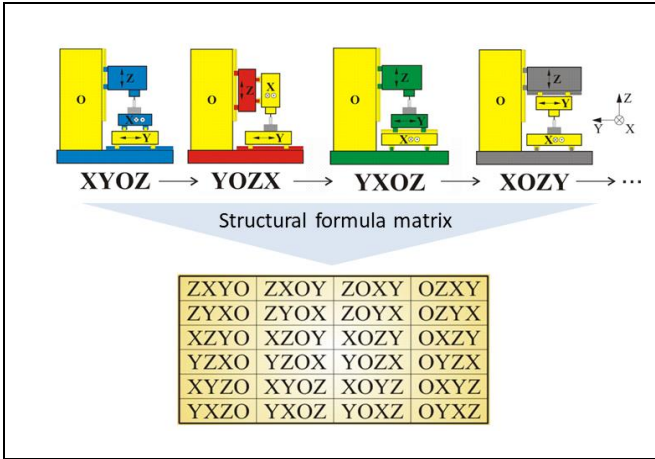 O Z X Y
O Z X Y
O Z Y X
O Z Y X
Z Y X
XYOZ → YOZX → YXOZ → XOZY → ...
Structural formula matrix
ZXYO ZXOY ZOXY OZXY
ZYXO ZYOX ZOYX OZYX
XZYO XZOY XOZY OXZY
YZXO YZOX YOZX OYZX
XYZO XYOZ XOYZ OXYZ
YXZO YXOZ YOXZ OYXZ